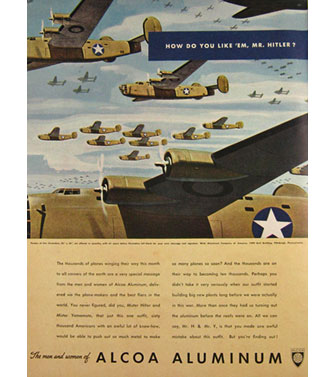 HOW DO YOU LIKE 'EM, MR. HITLER?
The thousands of planes winging their way this month
to all corners of the earth are a very special message
from the men and women of Alcoa Aluminum, deliv-
ered via the plane-makers and the best fliers in the
world. You never figured, did you, Mister Hitler and
Mister Yamamoto, that just this one outfit, sixty
thousand Americans with an awful lot of know-how,
would be able to push out so much metal to make
so many planes so soon? And the thousands are on
their way to becoming ten thousands. Perhaps you
didn't take it very seriously when our outfit started
building big new plants long before we were actually
in this war. More than once they had us turning out
the aluminum before the roofs were on. All we can
say, Mr. H & Mr. Y, is that you made one awful
mistake about this outfit. But you're finding out!
The men and women of ALCOA ALUMINUM